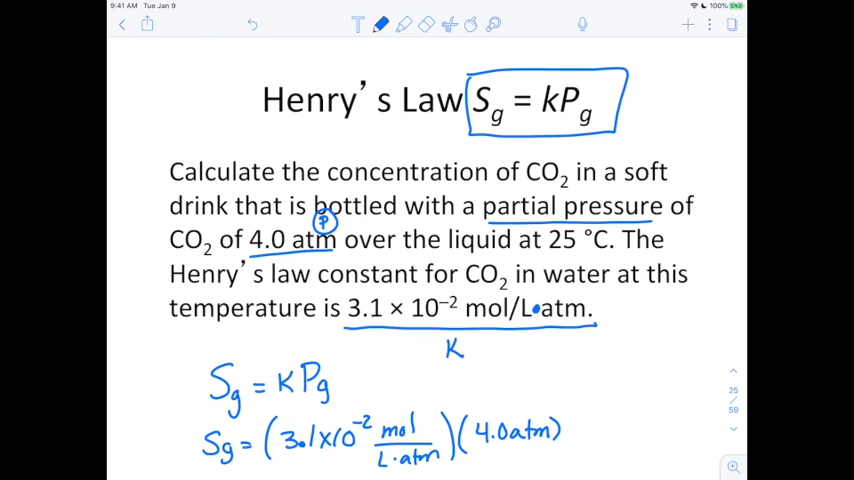 9:41 AM Tue Jan 9
100%
T
Henry's Law Sg = kPg
Calculate the concentration of CO₂ in a soft
drink that is bottled with a partial pressure of
P
CO₂ of 4.0 atm over the liquid at 25 °C. The
Henry's law constant for CO₂ in water at this
temperature is 3.1 × 10⁻² mol/L•atm.
K
Sg = KPg
Sg = (3.1x10⁻² mol/L·atm)(4.0atm)
25
/
59